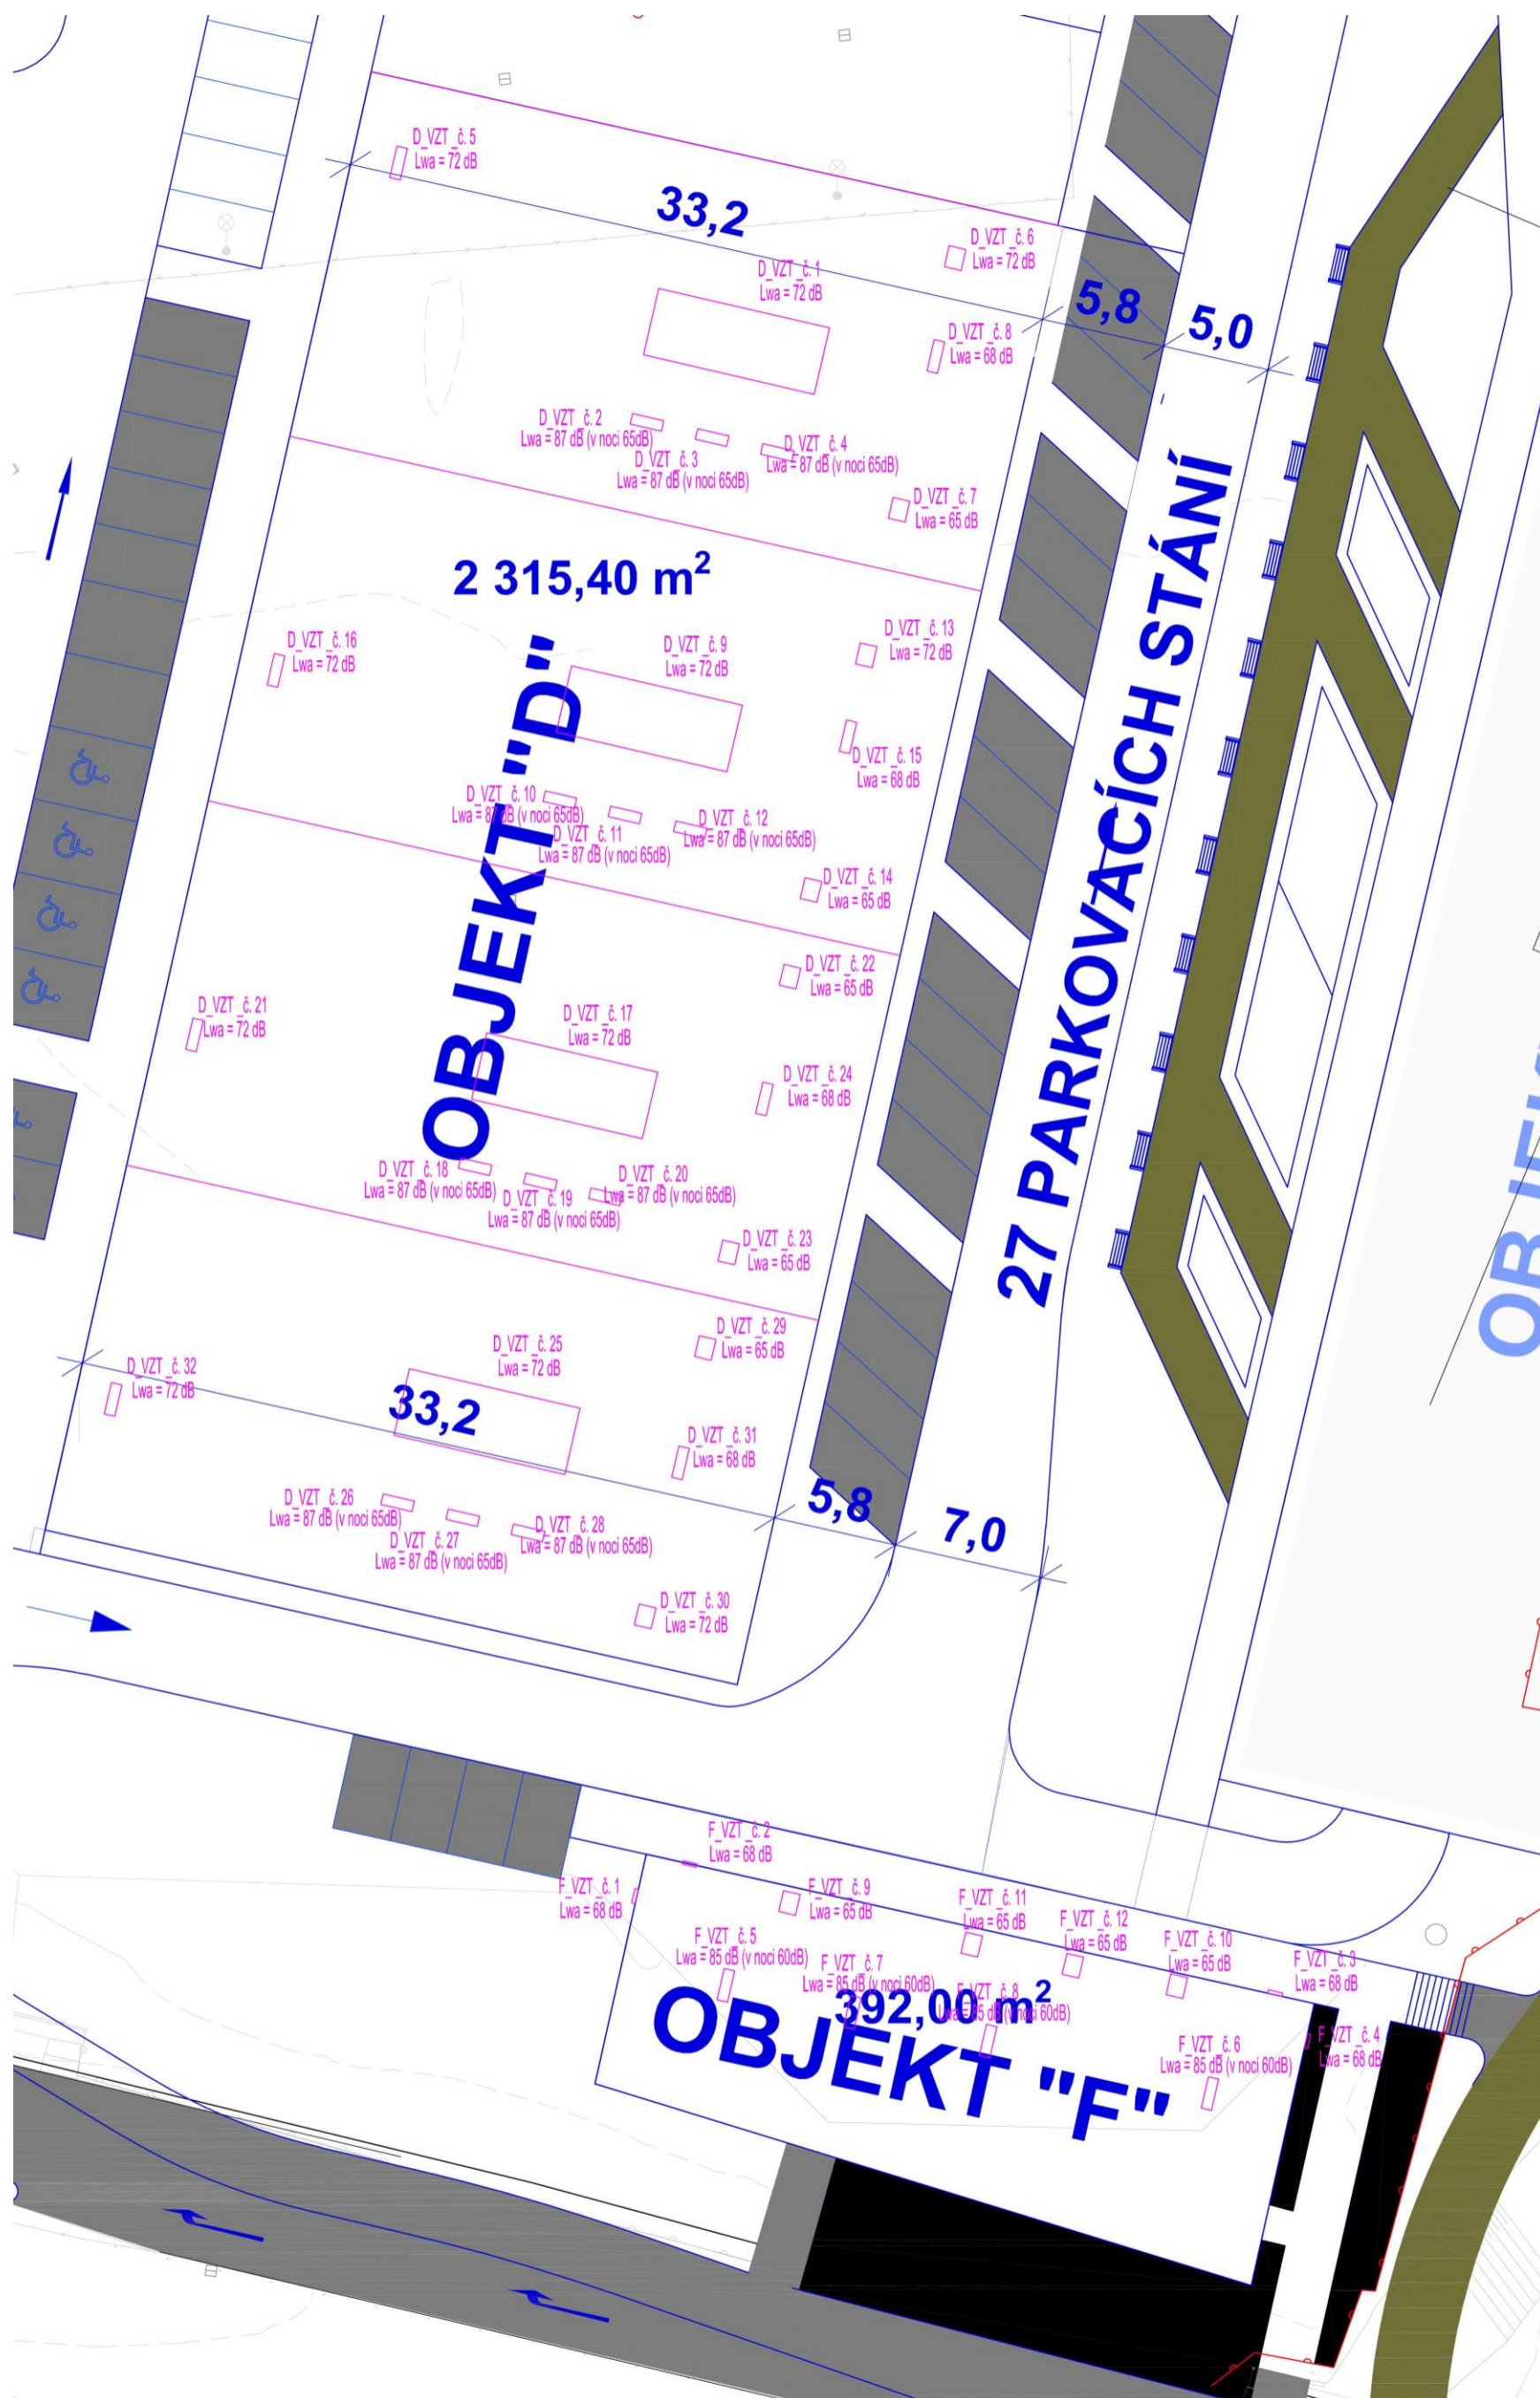 D_VZT_č. 5
Lwa = 72 dB
33,2
D_VZT_č. 6
Lwa = 72 dB
D_VZT_č. 1
Lwa = 72 dB
5,8
5,0
D_VZT_č. 8
Lwa = 68 dB
D_VZT_č. 2
Lwa = 87 dB (v noci 65dB)
D_VZT_č. 3
Lwa = 87 dB (v noci 65dB)
D_VZT_č. 4
Lwa = 87 dB (v noci 65dB)
D_VZT_č. 7
Lwa = 65 dB
2 315,40 m²
OBJEKT "D"
27 PARKOVACÍCH STÁNÍ
D_VZT_č. 16
Lwa = 72 dB
D_VZT_č. 9
Lwa = 72 dB
D_VZT_č. 13
Lwa = 72 dB
D_VZT_č. 15
Lwa = 68 dB
D_VZT_č. 10
Lwa = 87 dB (v noci 65dB)
D_VZT_č. 11
Lwa = 87 dB (v noci 65dB)
D_VZT_č. 12
Lwa = 87 dB (v noci 65dB)
D_VZT_č. 14
Lwa = 65 dB
D_VZT_č. 22
Lwa = 65 dB
D_VZT_č. 21
Lwa = 72 dB
D_VZT_č. 17
Lwa = 72 dB
D_VZT_č. 24
Lwa = 68 dB
D_VZT_č. 18
Lwa = 87 dB (v noci 65dB)
D_VZT_č. 19
Lwa = 87 dB (v noci 65dB)
D_VZT_č. 20
Lwa = 87 dB (v noci 65dB)
D_VZT_č. 23
Lwa = 65 dB
D_VZT_č. 29
Lwa = 65 dB
D_VZT_č. 25
Lwa = 72 dB
D_VZT_č. 32
Lwa = 72 dB
33,2
D_VZT_č. 31
Lwa = 68 dB
5,8
7,0
D_VZT_č. 26
Lwa = 87 dB (v noci 65dB)
D_VZT_č. 27
Lwa = 87 dB (v noci 65dB)
D_VZT_č. 28
Lwa = 87 dB (v noci 65dB)
D_VZT_č. 30
Lwa = 72 dB
F_VZT_č. 2
Lwa = 68 dB
F_VZT_č. 1
Lwa = 68 dB
F_VZT_č. 9
Lwa = 65 dB
F_VZT_č. 11
Lwa = 65 dB
F_VZT_č. 12
Lwa = 65 dB
F_VZT_č. 10
Lwa = 65 dB
F_VZT_č. 3
Lwa = 68 dB
F_VZT_č. 5
Lwa = 85 dB (v noci 60dB)
F_VZT_č. 7
Lwa = 85 dB (v noci 60dB)
F_VZT_č. 8
Lwa = 85 dB (v noci 60dB)
392,00 m²
OBJEKT "F"
F_VZT_č. 6
Lwa = 85 dB (v noci 60dB)
F_VZT_č. 4
Lwa = 68 dB